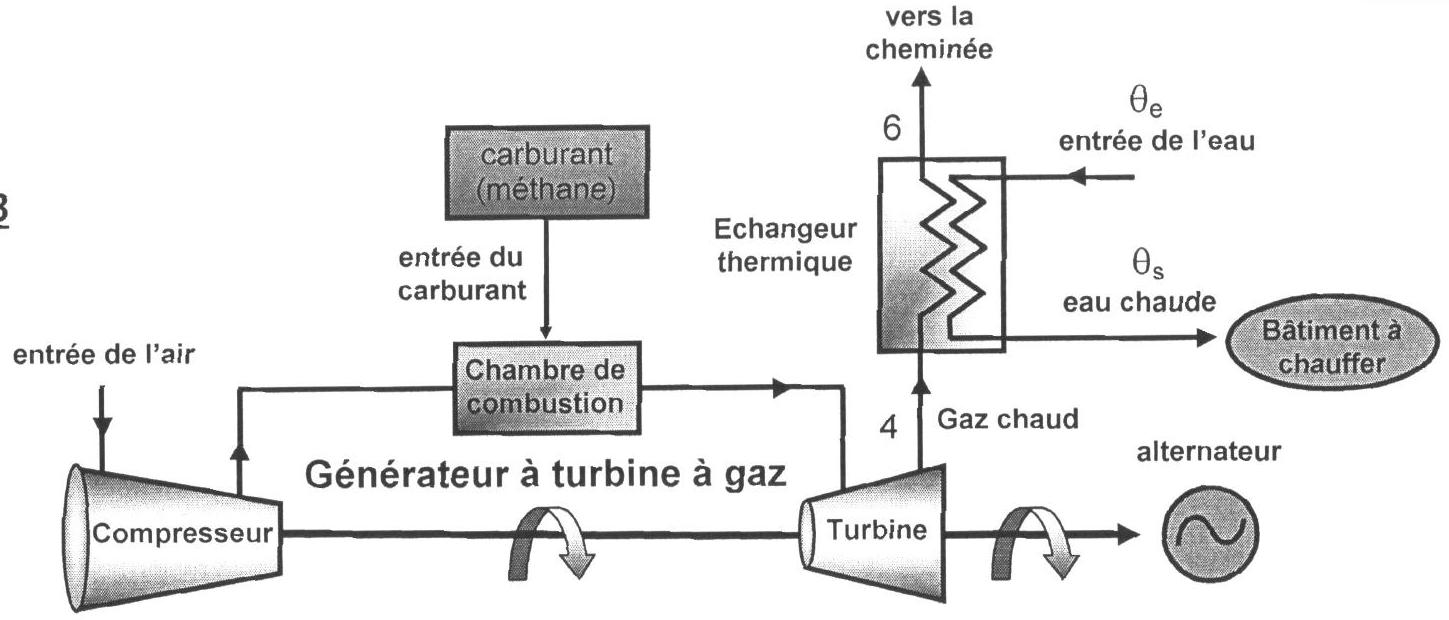 vers la
cheminée
6
θe
entrée de l'eau
carburant
(méthane)
3
Echangeur
thermique
entrée du
carburant
θs
eau chaude
Bâtiment à
chauffer
entrée de l'air
Chambre de
combustion
4
Gaz chaud
Générateur à turbine à gaz
alternateur
Compresseur
Turbine